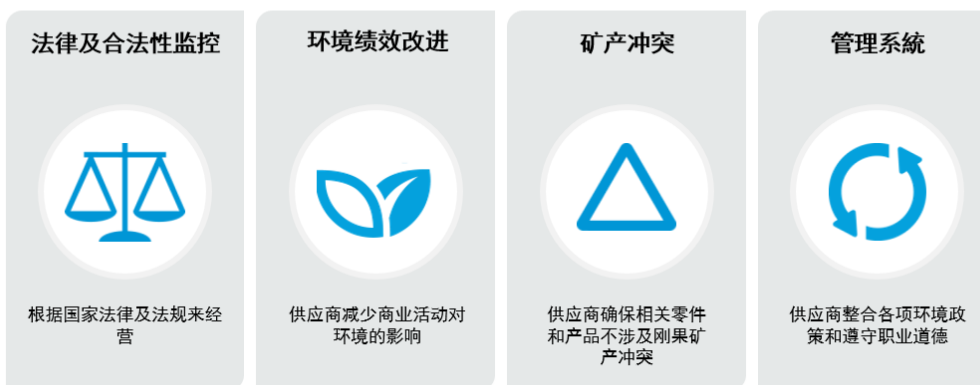 法律及合法性监控
环境绩效改进
矿产冲突
管理系統
根据国家法律及法规来经
营
供应商减少商业活动对
环境的影响
供应商确保相关零件
和产品不涉及刚果矿
产冲突
供应商整合各项环境政
策和遵守职业道德